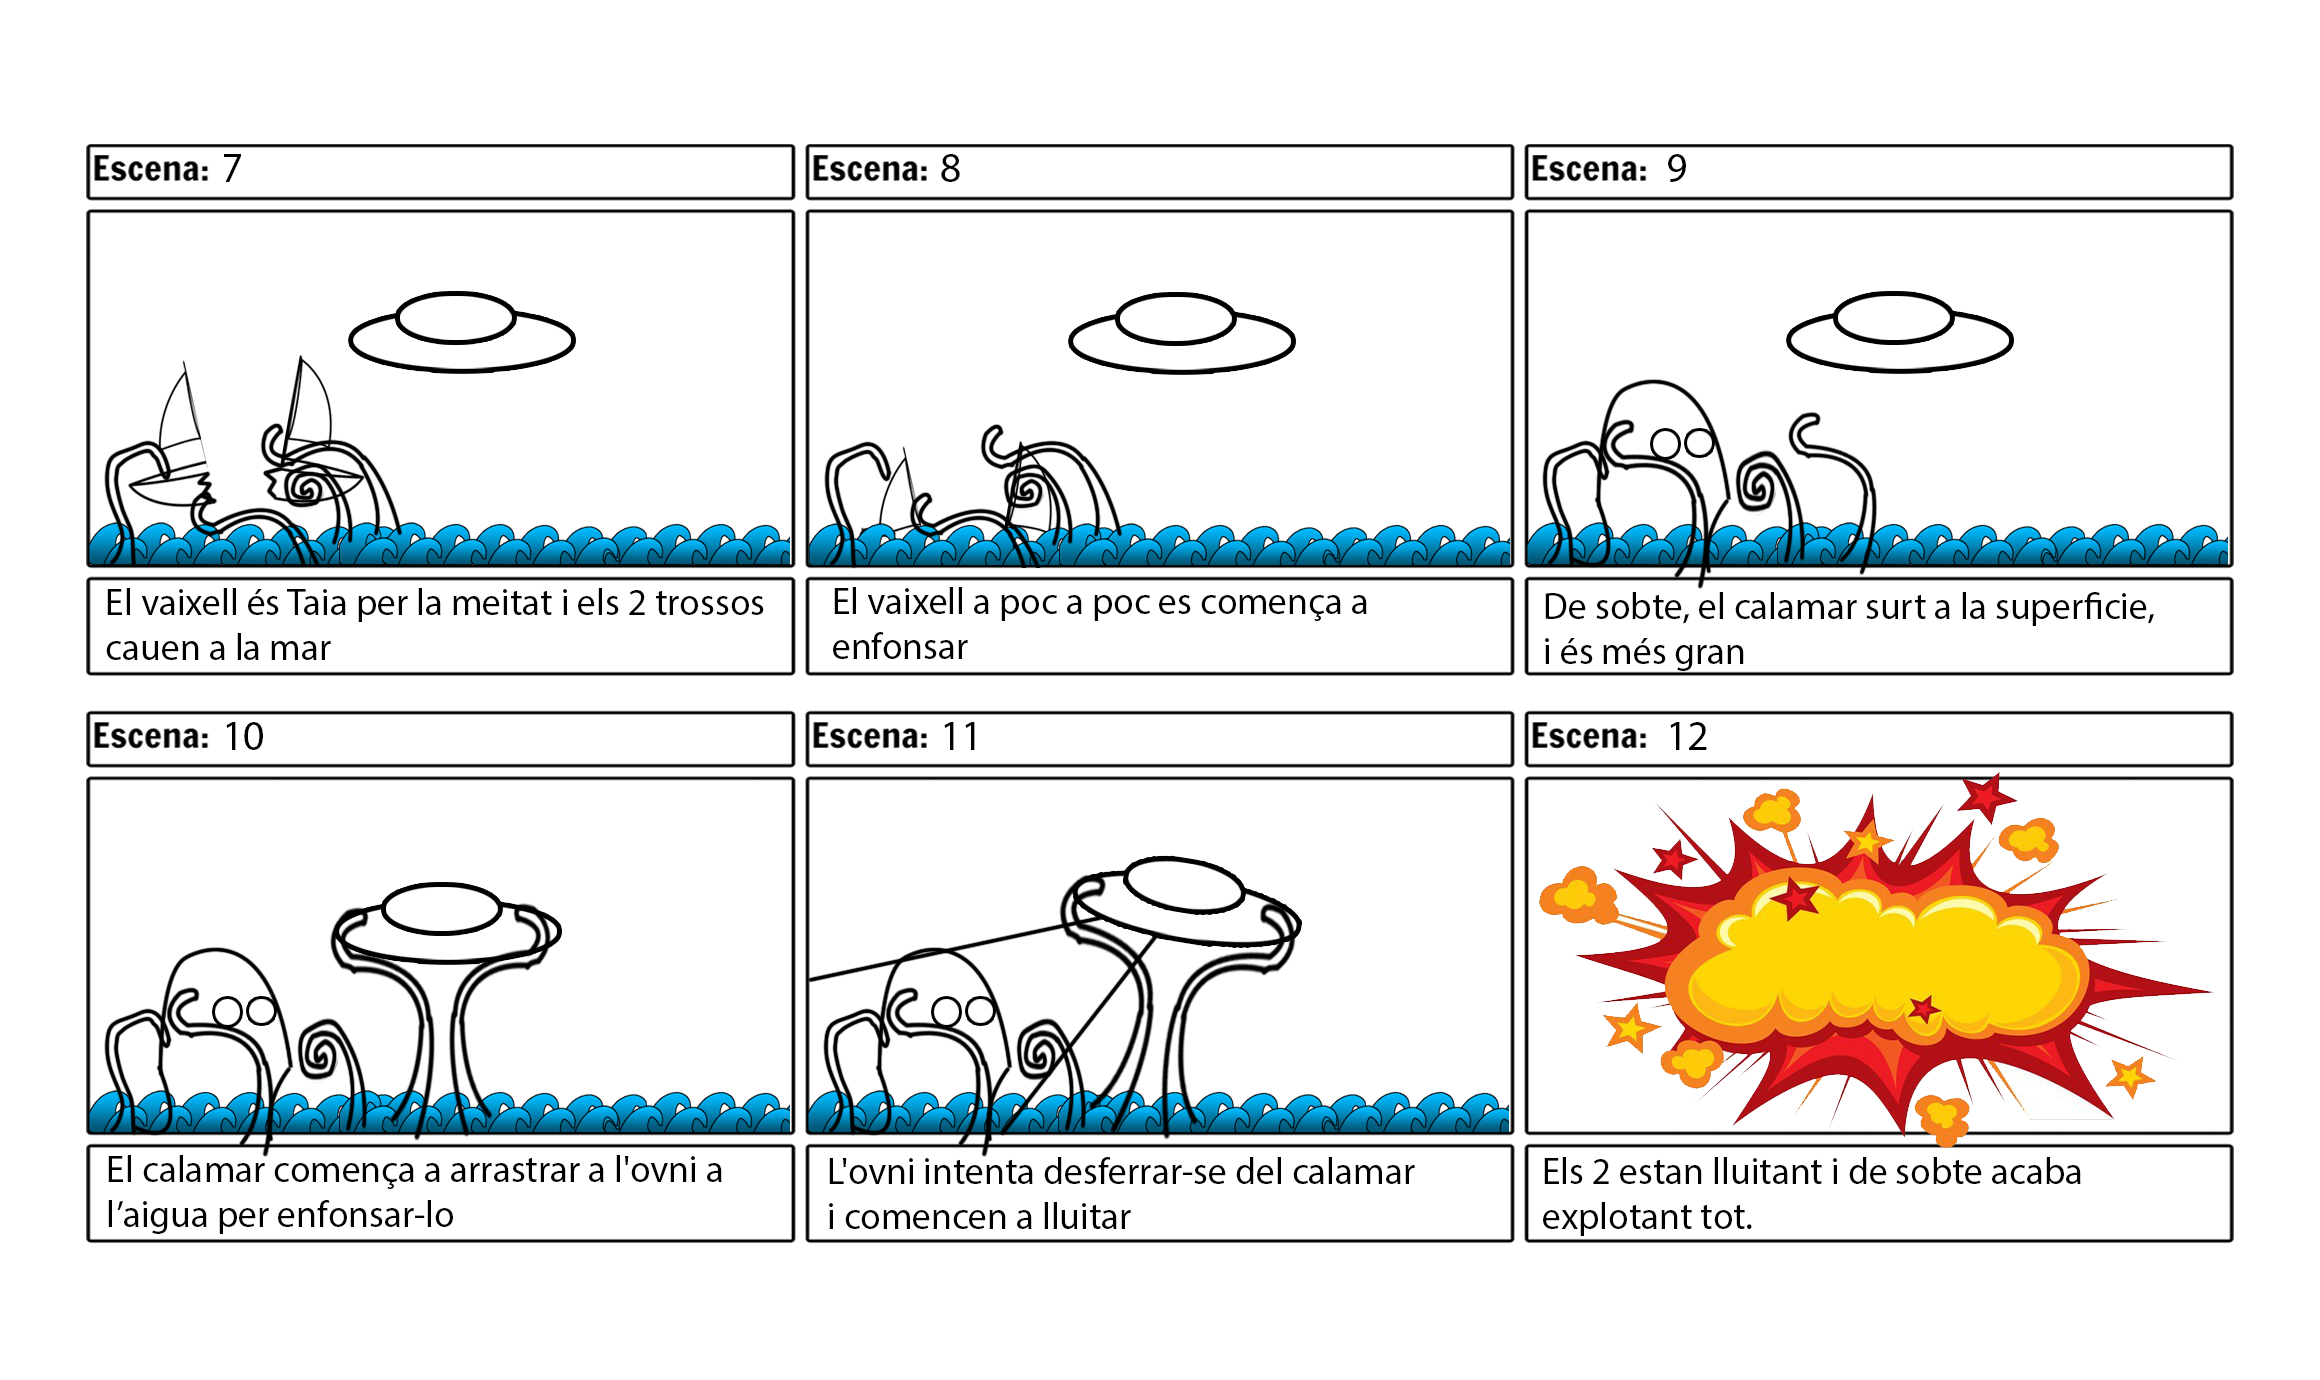 Escena: 7
Escena: 8
Escena: 9
El vaixell és Taia per la meitat i els 2 trossos
cauen a la mar
El vaixell a poc a poc es comença a
enfonsar
De sobte, el calamar surt a la superficie,
i és més gran
Escena: 10
Escena: 11
Escena: 12
El calamar comença a arrastrar a l'ovni a
l’aigua per enfonsar-lo
L'ovni intenta desferrar-se del calamar
i comencen a lluitar
Els 2 estan lluitant i de sobte acaba
explotant tot.